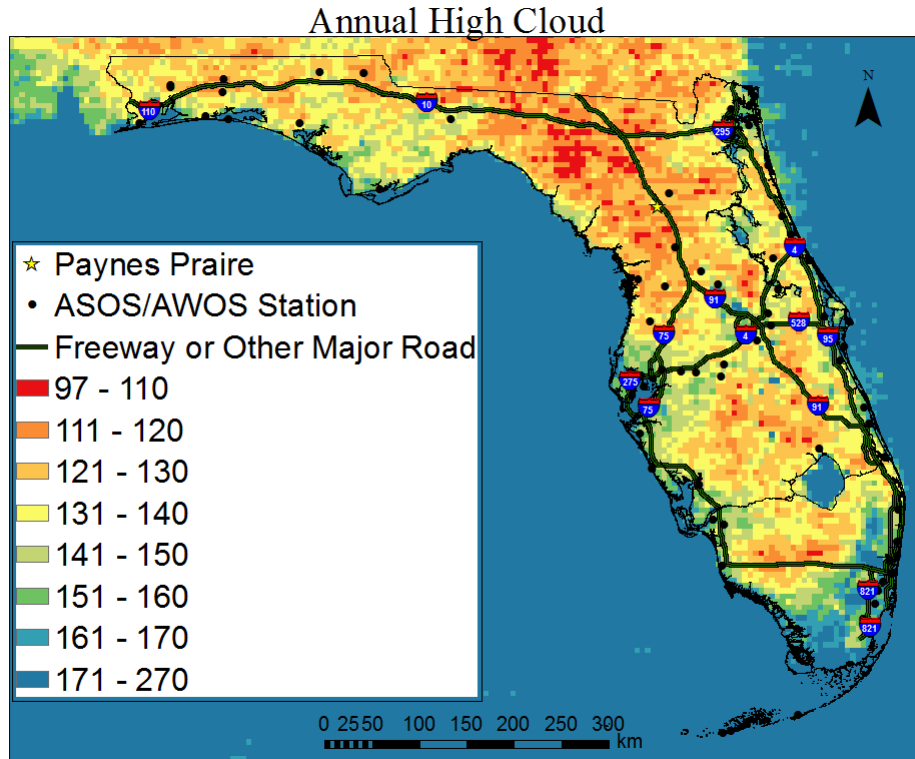 Annual High Cloud
N
110
10
295
4
91
528
75
4
95
275
75
91
821
821
Paynes Praire
ASOS/AWOS Station
Freeway or Other Major Road
97 - 110
111 - 120
121 - 130
131 - 140
141 - 150
151 - 160
161 - 170
171 - 270
0 25 50 100 150 200 250 300
km